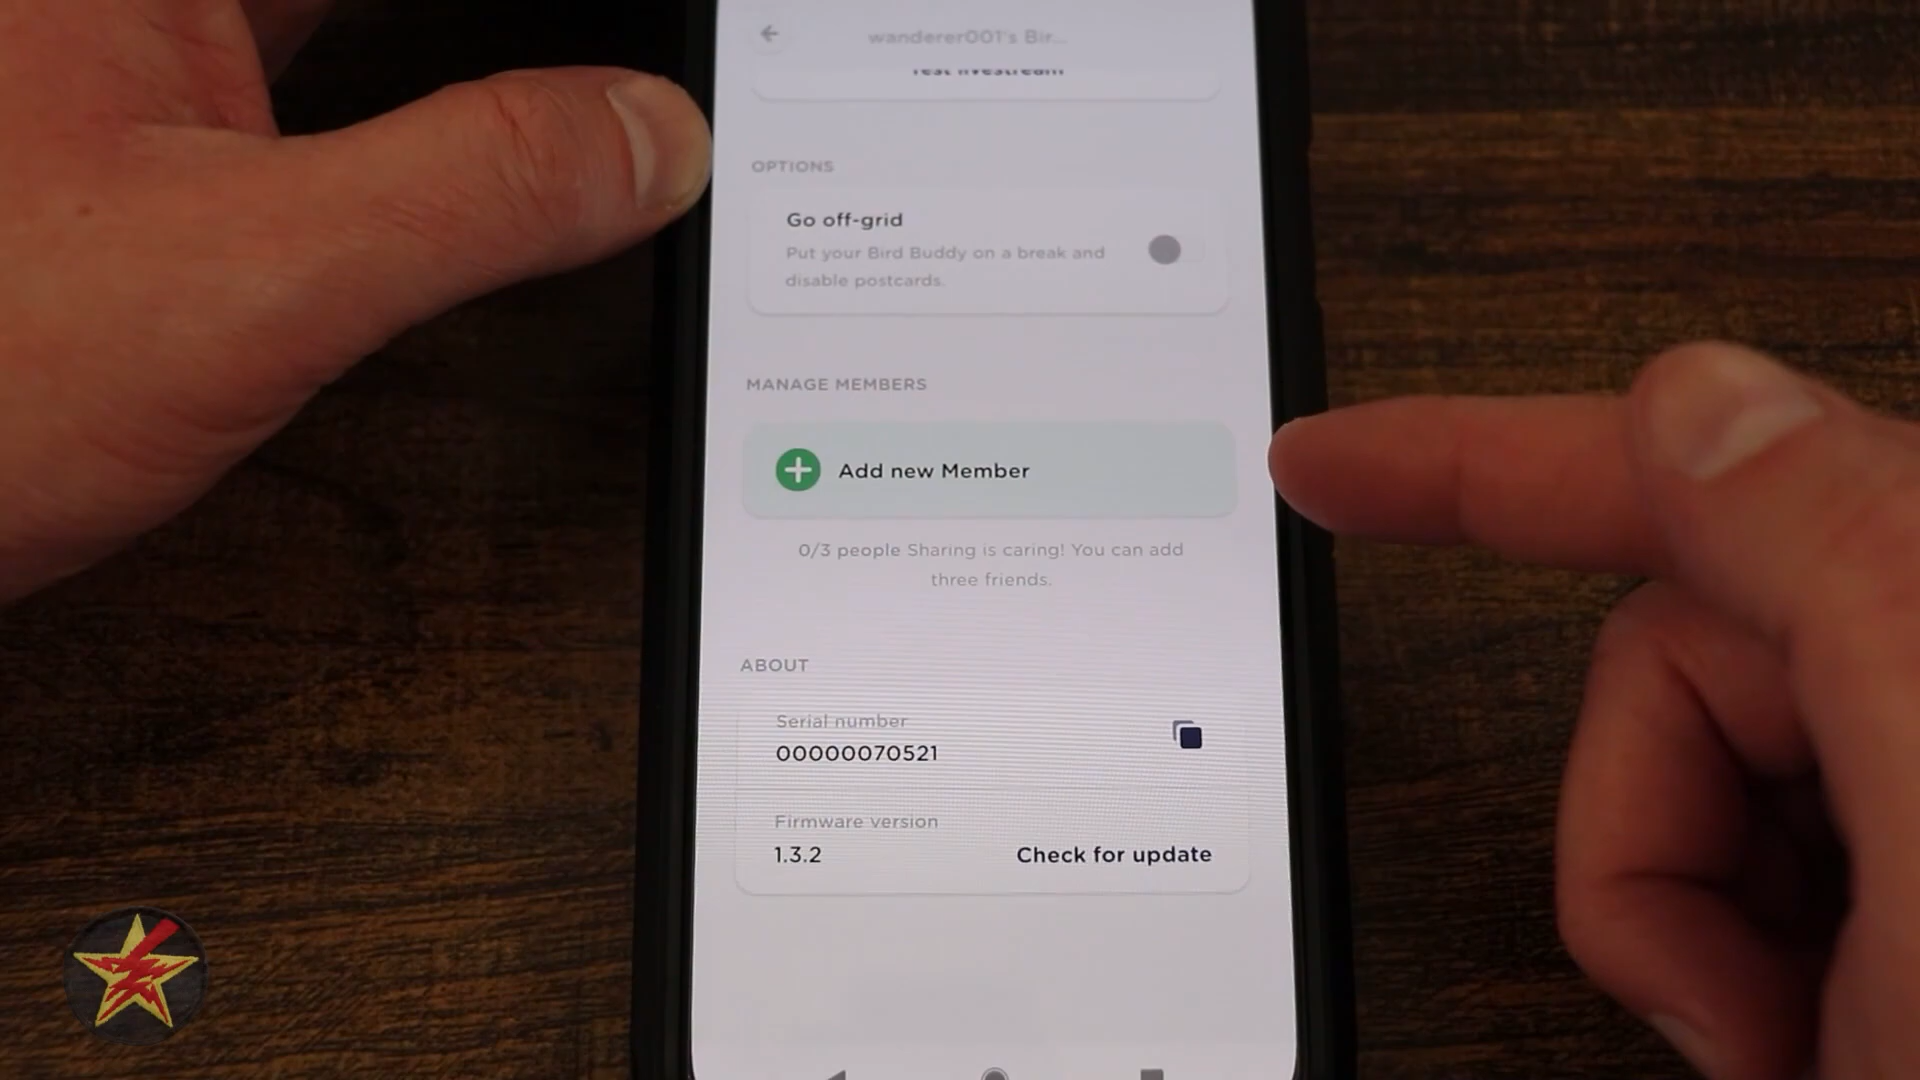 wanderer001's Bir...
Test livestream
OPTIONS
Go off-grid
Put your Bird Buddy on a break and
disable postcards.
MANAGE MEMBERS
Add new Member
0/3 people Sharing is caring! You can add
three friends.
ABOUT
Serial number
00000070521
Firmware version
1.3.2
Check for update